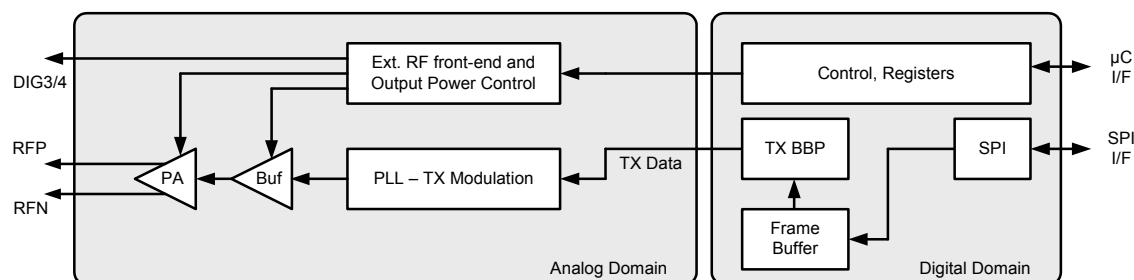 DIG3/4
Ext. RF front-end and
Output Power Control
Control, Registers
µC
I/F
RFP
RFN
PA
Buf
PLL – TX Modulation
TX Data
TX BBP
SPI
SPI
I/F
Frame
Buffer
Analog Domain
Digital Domain